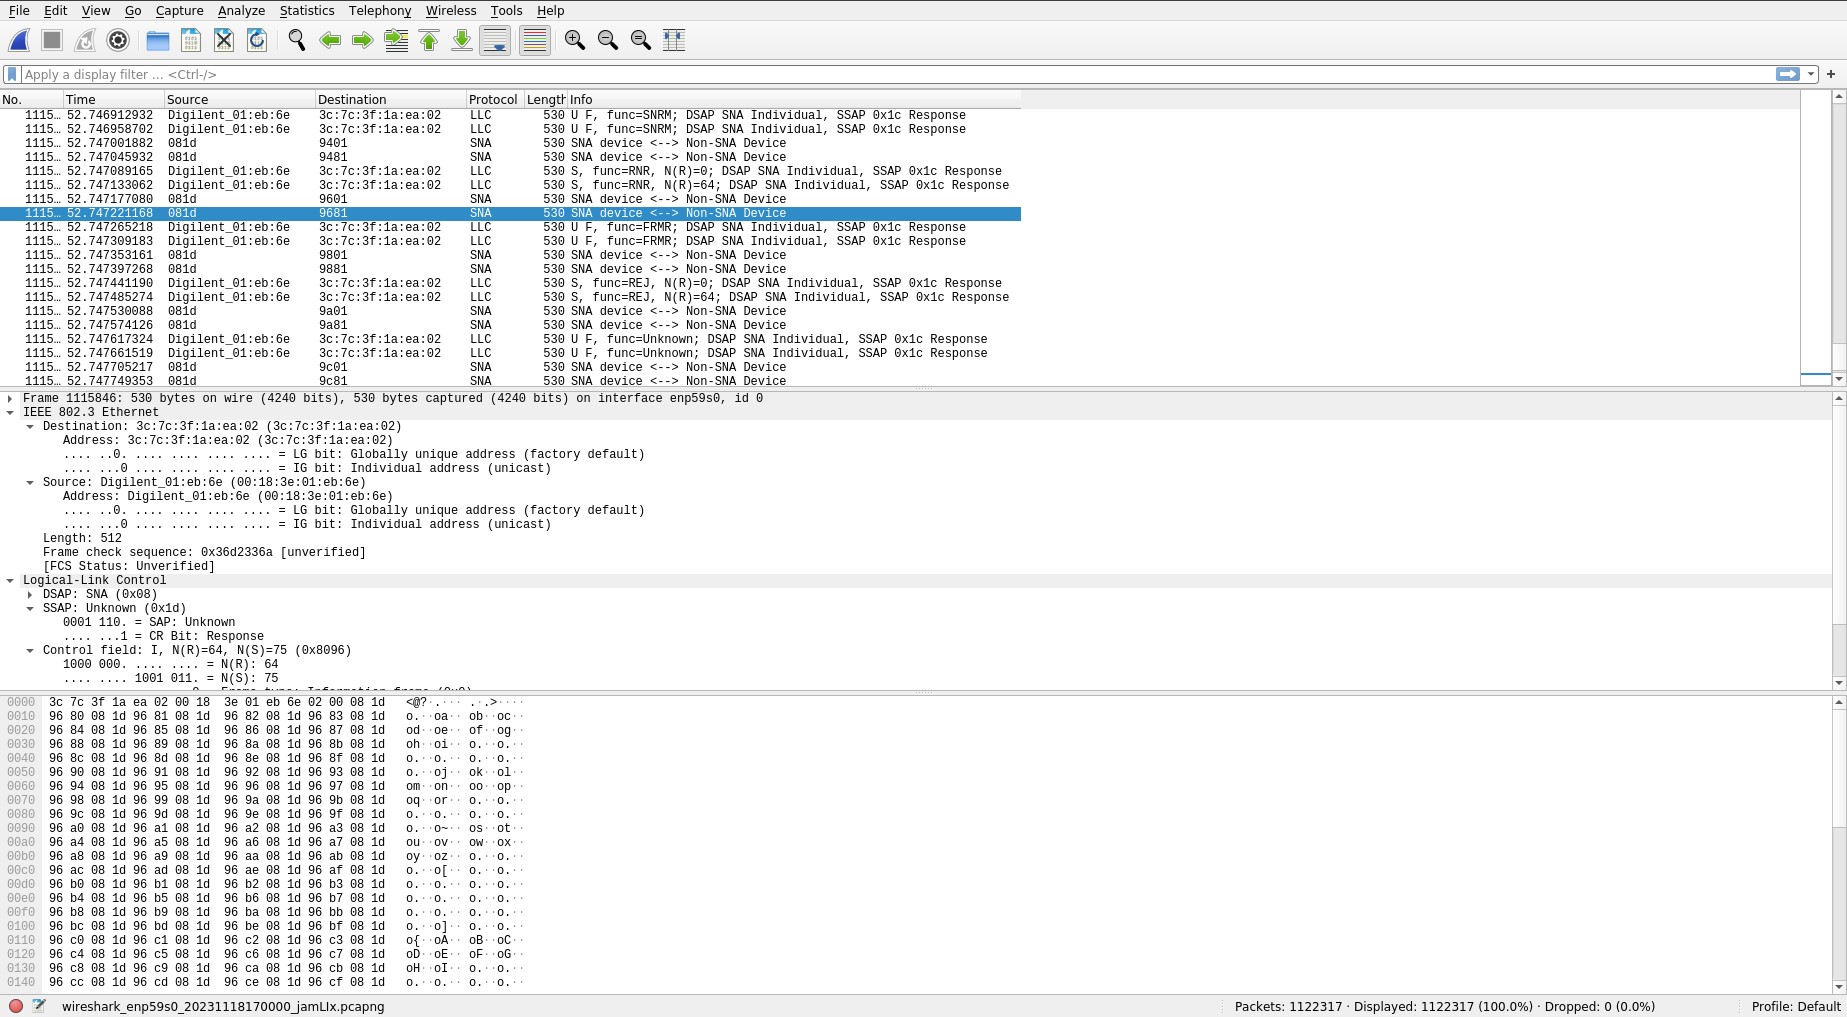 File Edit View Go Capture Analyze Statistics Telephony Wireless Tools Help
Apply a display filter … <Ctrl-/>
No. Time Source Destination Protocol Length Info
1115… 52.746912932 Digilent_01:eb:6e 3c:7c:3f:1a:ea:02 LLC 530 U F, func=SNRM; DSAP SNA Individual, SSAP 0x1c Response
1115… 52.746958702 Digilent_01:eb:6e 3c:7c:3f:1a:ea:02 LLC 530 U F, func=SNRM; DSAP SNA Individual, SSAP 0x1c Response
1115… 52.747001882 081d 9401 SNA 530 SNA device <--> Non-SNA Device
1115… 52.747045932 081d 9481 SNA 530 SNA device <--> Non-SNA Device
1115… 52.747089165 Digilent_01:eb:6e 3c:7c:3f:1a:ea:02 LLC 530 S, func=RNR, N(R)=0; DSAP SNA Individual, SSAP 0x1c Response
1115… 52.747133062 Digilent_01:eb:6e 3c:7c:3f:1a:ea:02 LLC 530 S, func=RNR, N(R)=64; DSAP SNA Individual, SSAP 0x1c Response
1115… 52.747177080 081d 9601 SNA 530 SNA device <--> Non-SNA Device
1115… 52.747221168 081d 9681 SNA 530 SNA device <--> Non-SNA Device
1115… 52.747265218 Digilent_01:eb:6e 3c:7c:3f:1a:ea:02 LLC 530 U F, func=FRMR; DSAP SNA Individual, SSAP 0x1c Response
1115… 52.747309183 Digilent_01:eb:6e 3c:7c:3f:1a:ea:02 LLC 530 U F, func=FRMR; DSAP SNA Individual, SSAP 0x1c Response
1115… 52.747353161 081d 9801 SNA 530 SNA device <--> Non-SNA Device
1115… 52.747397268 081d 9881 SNA 530 SNA device <--> Non-SNA Device
1115… 52.747441190 Digilent_01:eb:6e 3c:7c:3f:1a:ea:02 LLC 530 S, func=REJ, N(R)=0; DSAP SNA Individual, SSAP 0x1c Response
1115… 52.747485274 Digilent_01:eb:6e 3c:7c:3f:1a:ea:02 LLC 530 S, func=REJ, N(R)=64; DSAP SNA Individual, SSAP 0x1c Response
1115… 52.747530088 081d 9a01 SNA 530 SNA device <--> Non-SNA Device
1115… 52.747574126 081d 9a81 SNA 530 SNA device <--> Non-SNA Device
1115… 52.747617324 Digilent_01:eb:6e 3c:7c:3f:1a:ea:02 LLC 530 U F, func=Unknown; DSAP SNA Individual, SSAP 0x1c Response
1115… 52.747661519 Digilent_01:eb:6e 3c:7c:3f:1a:ea:02 LLC 530 U F, func=Unknown; DSAP SNA Individual, SSAP 0x1c Response
1115… 52.747705217 081d 9c01 SNA 530 SNA device <--> Non-SNA Device
1115… 52.747749353 081d 9c81 SNA 530 SNA device <--> Non-SNA Device
Frame 1115846: 530 bytes on wire (4240 bits), 530 bytes captured (4240 bits) on interface enp59s0, id 0
IEEE 802.3 Ethernet
Destination: 3c:7c:3f:1a:ea:02 (3c:7c:3f:1a:ea:02)
Address: 3c:7c:3f:1a:ea:02 (3c:7c:3f:1a:ea:02)
.... ..0. .... .... .... .... = LG bit: Globally unique address (factory default)
.... ...0 .... .... .... .... = IG bit: Individual address (unicast)
Source: Digilent_01:eb:6e (00:18:3e:01:eb:6e)
Address: Digilent_01:eb:6e (00:18:3e:01:eb:6e)
.... ..0. .... .... .... .... = LG bit: Globally unique address (factory default)
.... ...0 .... .... .... .... = IG bit: Individual address (unicast)
Length: 512
Frame check sequence: 0x36d2336a [unverified]
[FCS Status: Unverified]
Logical-Link Control
DSAP: SNA (0x08)
SSAP: Unknown (0x1d)
0001 110. = SAP: Unknown
.... ...1 = CR Bit: Response
Control field: I, N(R)=64, N(S)=75 (0x8096)
1000 000. .... .... = N(R): 64
.... .... 1001 011. = N(S): 75
0000 3c 7c 3f 1a ea 02 00 18 3e 01 eb 6e 02 00 08 1d <@?·.··· ·.·.>····
0010 96 80 08 1d 96 81 08 1d 96 82 08 1d 96 83 08 1d o.··oa·· ob··oc··
0020 96 84 08 1d 96 85 08 1d 96 86 08 1d 96 87 08 1d od··oe·· of··og··
0030 96 88 08 1d 96 89 08 1d 96 8a 08 1d 96 8b 08 1d oh··oi·· o.··o.··
0040 96 8c 08 1d 96 8d 08 1d 96 8e 08 1d 96 8f 08 1d o.··o.·· o.··o.··
0050 96 90 08 1d 96 91 08 1d 96 92 08 1d 96 93 08 1d o.··oj·· ok··ol··
0060 96 94 08 1d 96 95 08 1d 96 96 08 1d 96 97 08 1d om··on·· oo··op··
0070 96 98 08 1d 96 99 08 1d 96 9a 08 1d 96 9b 08 1d oq··or·· o.··o.··
0080 96 9c 08 1d 96 9d 08 1d 96 9e 08 1d 96 9f 08 1d o.··o.·· o.··o.··
0090 96 a0 08 1d 96 a1 08 1d 96 a2 08 1d 96 a3 08 1d o.··o~·· os··ot··
00a0 96 a4 08 1d 96 a5 08 1d 96 a6 08 1d 96 a7 08 1d ou··ov·· ow··ox··
00b0 96 a8 08 1d 96 a9 08 1d 96 aa 08 1d 96 ab 08 1d oy··oz·· o.··o.··
00c0 96 ac 08 1d 96 ad 08 1d 96 ae 08 1d 96 af 08 1d o.··o[·· o.··o.··
00d0 96 b0 08 1d 96 b1 08 1d 96 b2 08 1d 96 b3 08 1d o.··o.·· o.··o.··
00e0 96 b4 08 1d 96 b5 08 1d 96 b6 08 1d 96 b7 08 1d o.··o.·· o.··o.··
00f0 96 b8 08 1d 96 b9 08 1d 96 ba 08 1d 96 bb 08 1d o.··o.·· o.··o.··
0100 96 bc 08 1d 96 bd 08 1d 96 be 08 1d 96 bf 08 1d o.··o]·· o.··o.··
0110 96 c0 08 1d 96 c1 08 1d 96 c2 08 1d 96 c3 08 1d o{··oA·· oB··oC··
0120 96 c4 08 1d 96 c5 08 1d 96 c6 08 1d 96 c7 08 1d oD··oE·· oF··oG··
0130 96 c8 08 1d 96 c9 08 1d 96 ca 08 1d 96 cb 08 1d oH··oI·· o.··o.··
0140 96 cc 08 1d 96 cd 08 1d 96 ce 08 1d 96 cf 08 1d o.··o.·· o.··o.··
wireshark_enp59s0_20231118170000_jamLIx.pcapng Packets: 1122317 · Displayed: 1122317 (100.0%) · Dropped: 0 (0.0%) Profile: Default